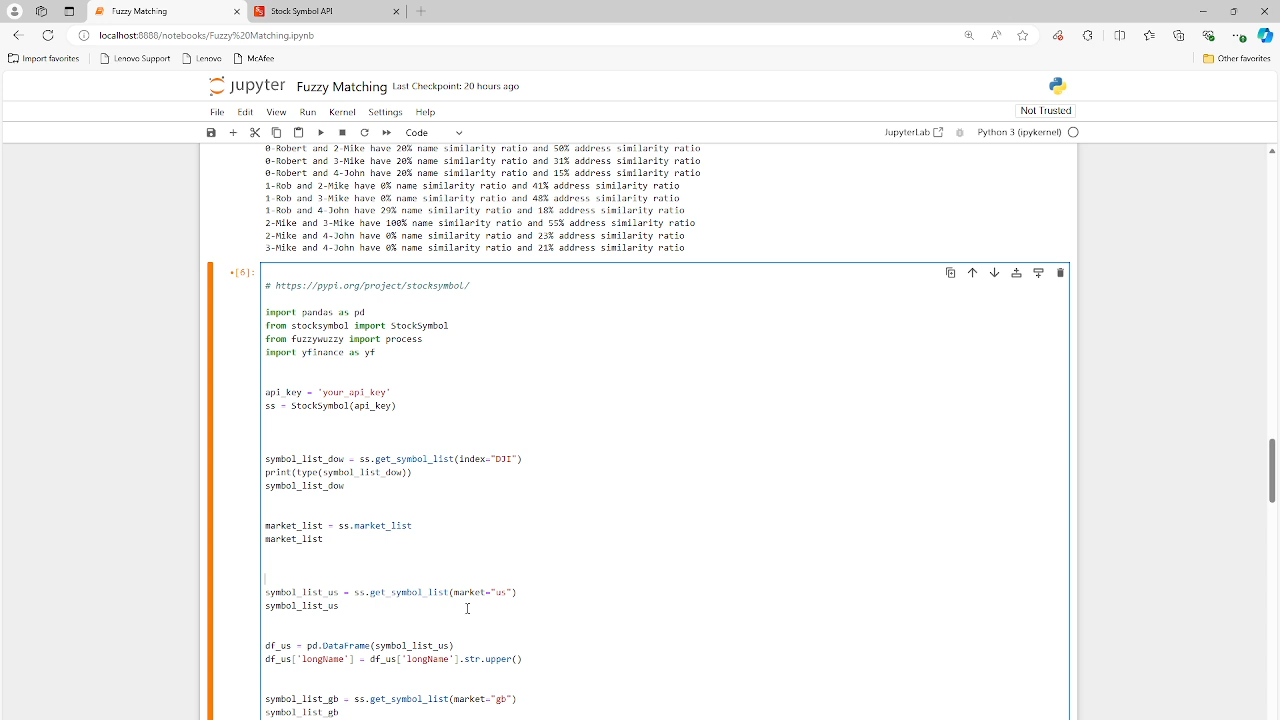 Fuzzy Matching
Stock Symbol API
localhost:8888/notebooks/Fuzzy%20Matching.ipynb
Import favorites
Lenovo Support
Lenovo
McAfee
Other favorites
jupyter
Fuzzy Matching
Last Checkpoint: 20 hours ago
File Edit View Run Kernel Settings Help
Not Trusted
Code
JupyterLab
Python 3 (ipykernel)
0-Robert and 2-Mike have 20% name similarity ratio and 50% address similarity ratio
0-Robert and 3-Mike have 20% name similarity ratio and 31% address similarity ratio
0-Robert and 4-John have 20% name similarity ratio and 15% address similarity ratio
1-Rob and 2-Mike have 0% name similarity ratio and 41% address similarity ratio
1-Rob and 3-Mike have 0% name similarity ratio and 48% address similarity ratio
1-Rob and 4-John have 29% name similarity ratio and 18% address similarity ratio
2-Mike and 3-Mike have 100% name similarity ratio and 55% address similarity ratio
2-Mike and 4-John have 0% name similarity ratio and 23% address similarity ratio
3-Mike and 4-John have 0% name similarity ratio and 21% address similarity ratio
•[6]:
# https://pypi.org/project/stocksymbol/
import pandas as pd
from stocksymbol import StockSymbol
from fuzzywuzzy import process
import yfinance as yf
api_key = 'your_api_key'
ss = StockSymbol(api_key)
symbol_list_dow = ss.get_symbol_list(index="DJI")
print(type(symbol_list_dow))
symbol_list_dow
market_list = ss.market_list
market_list
symbol_list_us = ss.get_symbol_list(market="us")
symbol_list_us
df_us = pd.DataFrame(symbol_list_us)
df_us['longName'] = df_us['longName'].str.upper()
symbol_list_gb = ss.get_symbol_list(market="gb")
symbol_list_gb